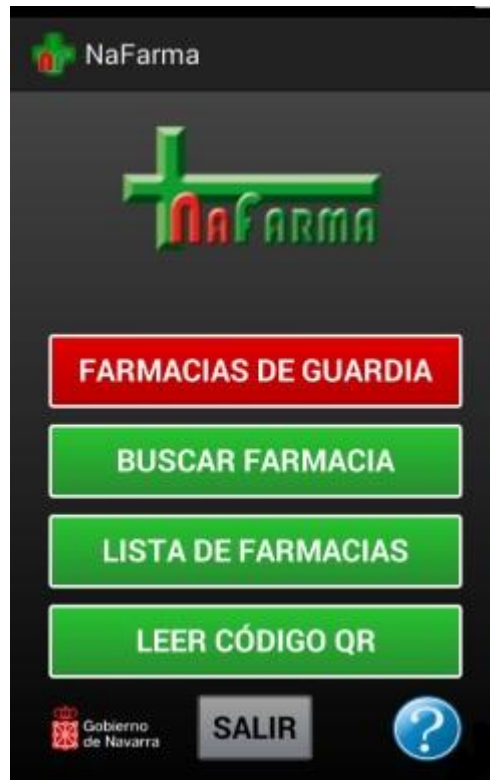 NaFarma
NaFarma
FARMACIAS DE GUARDIA
BUSCAR FARMACIA
LISTA DE FARMACIAS
LEER CÓDIGO QR
Gobierno
de Navarra
SALIR
?